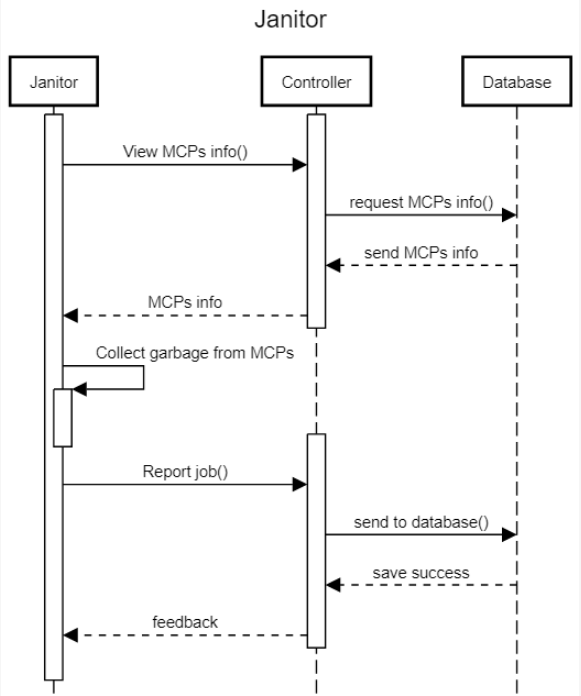 Janitor
Janitor
Controller
Database
View MCPs info()
request MCPs info()
send MCPs info
MCPs info
Collect garbage from MCPs
Report job()
send to database()
save success
feedback